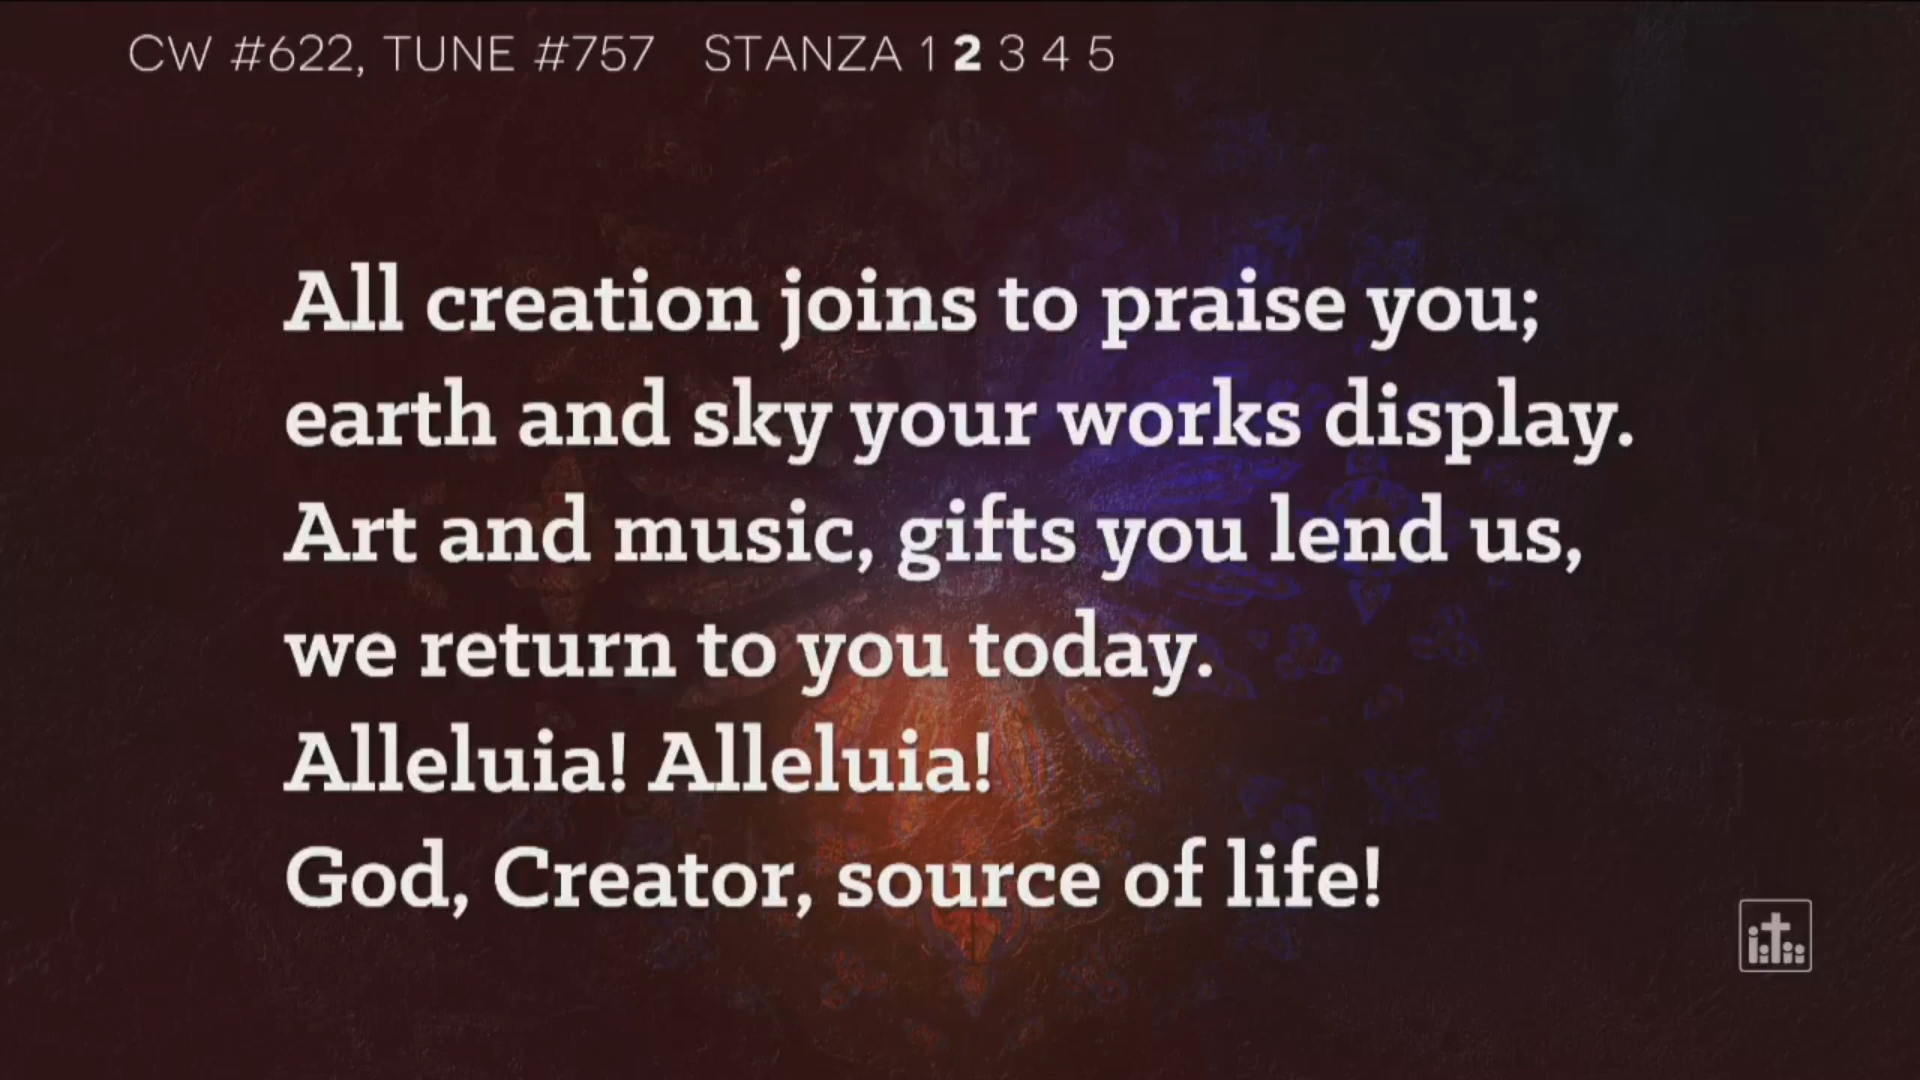 CW #622, TUNE #757 STANZA 1 2 3 4 5
All creation joins to praise you;
earth and sky your works display.
Art and music, gifts you lend us,
we return to you today.
Alleluia! Alleluia!
God, Creator, source of life!